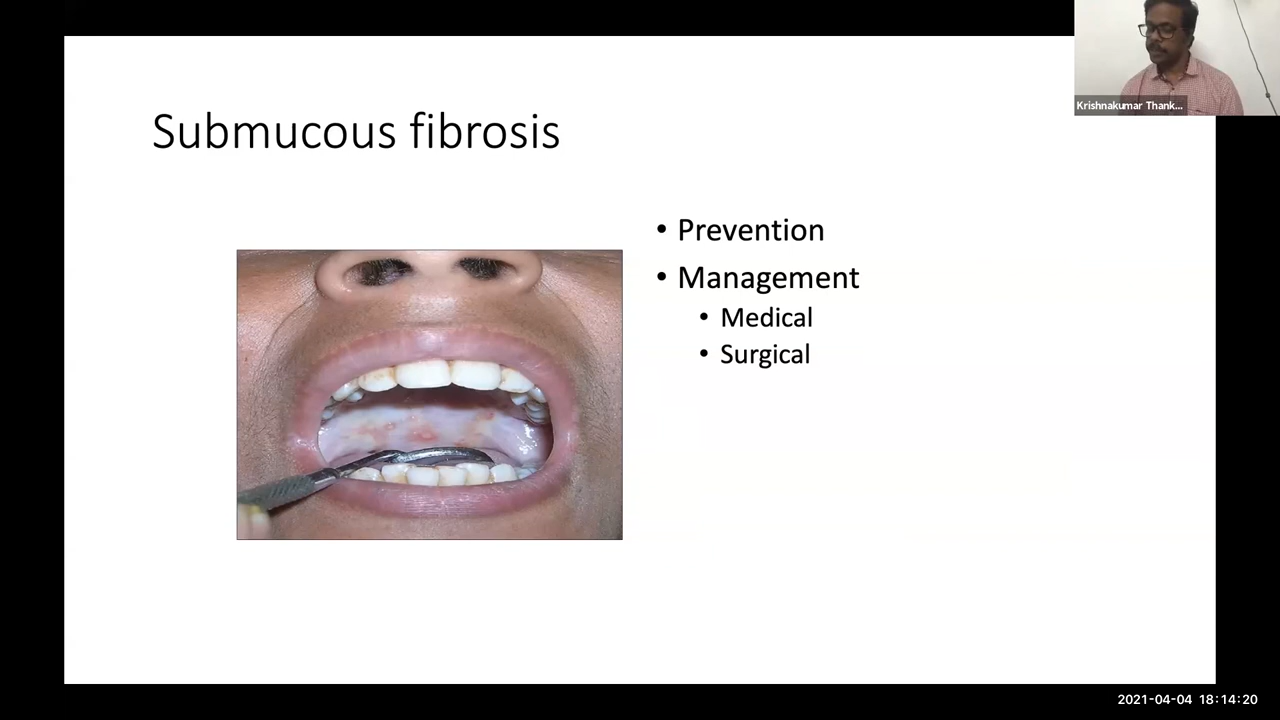 Krishnakumar Thank...
Submucous fibrosis
• Prevention
• Management
• Medical
• Surgical
2021-04-04 18:14:20